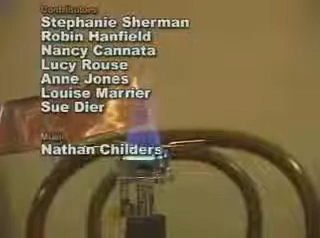 Contributors
Stephanie Sherman
Robin Hanfield
Nancy Cannata
Lucy Rouse
Anne Jones
Louise Marrier
Sue Dier
Music
Nathan Childers